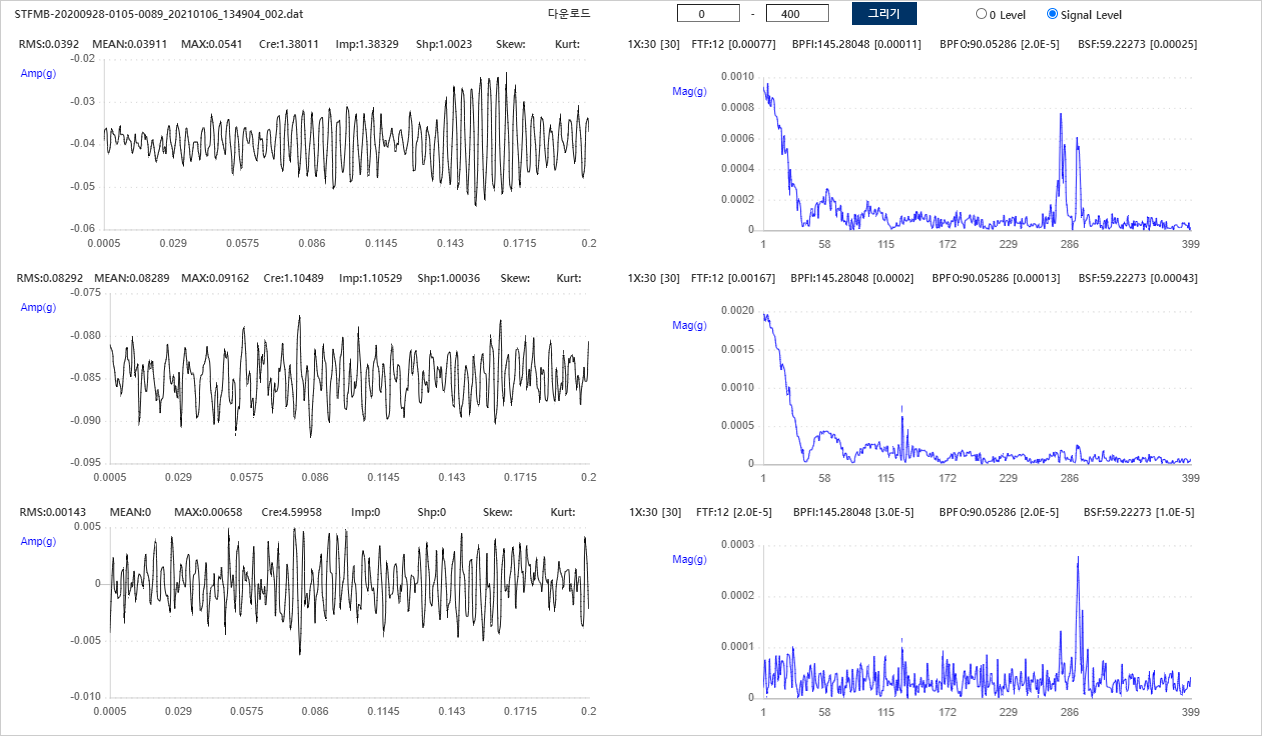 STFMB-20200928-0105-0089_20210106_134904_002.dat 다운로드 0 - 400 그리기 0 Level Signal Level
RMS:0.0392 MEAN:0.03911 MAX:0.0541 Cre:1.38011 Imp:1.38329 Shp:1.0023 Skew: Kurt:
Amp(g)
-0.02
-0.03
-0.04
-0.05
-0.06
0.0005 0.029 0.0575 0.086 0.1145 0.143 0.1715 0.2
1X:30 [30] FTF:12 [0.00077] BPFI:145.28048 [0.00011] BPFO:90.05286 [2.0E-5] BSF:59.22273 [0.00025]
Mag(g)
0.0010
0.0008
0.0006
0.0004
0.0002
0
1 58 115 172 229 286 399
RMS:0.08292 MEAN:0.08289 MAX:0.09162 Cre:1.10489 Imp:1.10529 Shp:1.00036 Skew: Kurt:
Amp(g)
-0.075
-0.080
-0.085
-0.090
-0.095
0.0005 0.029 0.0575 0.086 0.1145 0.143 0.1715 0.2
1X:30 [30] FTF:12 [0.00167] BPFI:145.28048 [0.0002] BPFO:90.05286 [0.00013] BSF:59.22273 [0.00043]
Mag(g)
0.0020
0.0015
0.0010
0.0005
0
1 58 115 172 229 286 399
RMS:0.00143 MEAN:0 MAX:0.00658 Cre:4.59958 Imp:0 Shp:0 Skew: Kurt:
Amp(g)
0.005
0
-0.005
-0.010
0.0005 0.029 0.0575 0.086 0.1145 0.143 0.1715 0.2
1X:30 [30] FTF:12 [2.0E-5] BPFI:145.28048 [3.0E-5] BPFO:90.05286 [2.0E-5] BSF:59.22273 [1.0E-5]
Mag(g)
0.0003
0.0002
0.0001
0
1 58 115 172 229 286 399